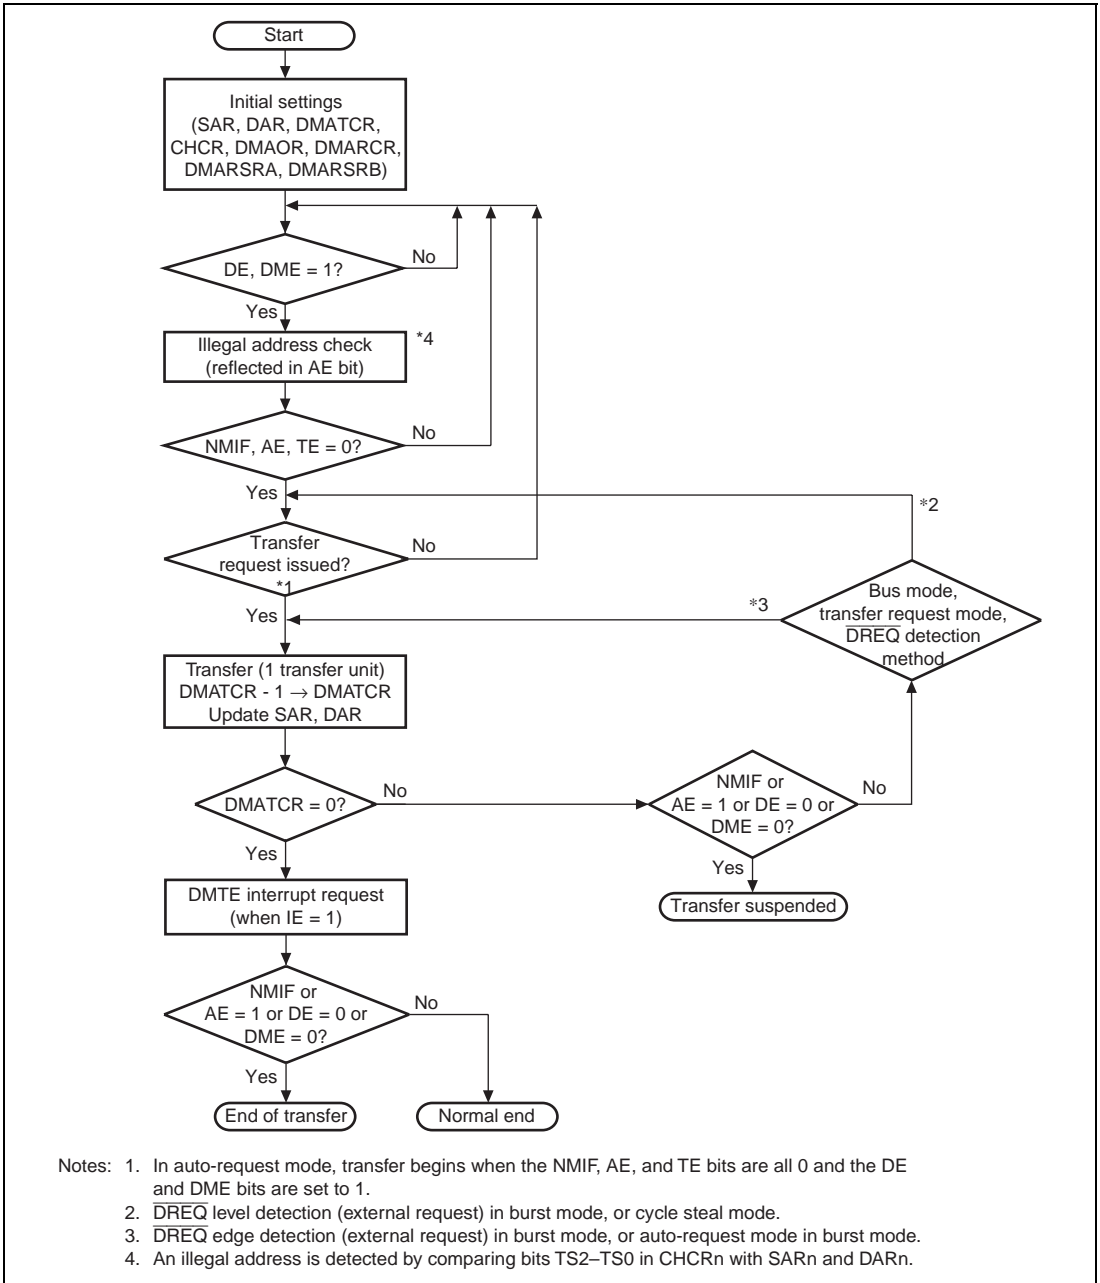 Start
Initial settings
(SAR, DAR, DMATCR,
CHCR, DMAOR, DMARCR,
DMARSRA, DMARSRB)
DE, DME = 1?
No
Yes
Illegal address check
(reflected in AE bit)
*4
NMIF, AE, TE = 0?
No
Yes
*2
Transfer
request issued?
*1
No
Bus mode,
transfer request mode,
DREQ detection
method
Yes
*3
Transfer (1 transfer unit)
DMATCR - 1 → DMATCR
Update SAR, DAR
DMATCR = 0?
No
NMIF or
AE = 1 or DE = 0 or
DME = 0?
No
Yes
Yes
Transfer suspended
DMTE interrupt request
(when IE = 1)
NMIF or
AE = 1 or DE = 0 or
DME = 0?
No
Yes
End of transfer
Normal end
Notes: 1. In auto-request mode, transfer begins when the NMIF, AE, and TE bits are all 0 and the DE
and DME bits are set to 1.
2. DREQ level detection (external request) in burst mode, or cycle steal mode.
3. DREQ edge detection (external request) in burst mode, or auto-request mode in burst mode.
4. An illegal address is detected by comparing bits TS2–TS0 in CHCRn with SARn and DARn.